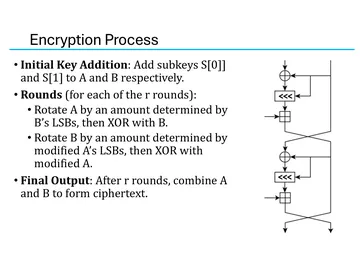 Encryption Process
• Initial Key Addition: Add subkeys S[0]]
and S[1] to A and B respectively.
• Rounds (for each of the r rounds):
• Rotate A by an amount determined by
B's LSBs, then XOR with B.
• Rotate B by an amount determined by
modified A's LSBs, then XOR with
modified A.
• Final Output: After r rounds, combine A
and B to form ciphertext.
<<<
<<<